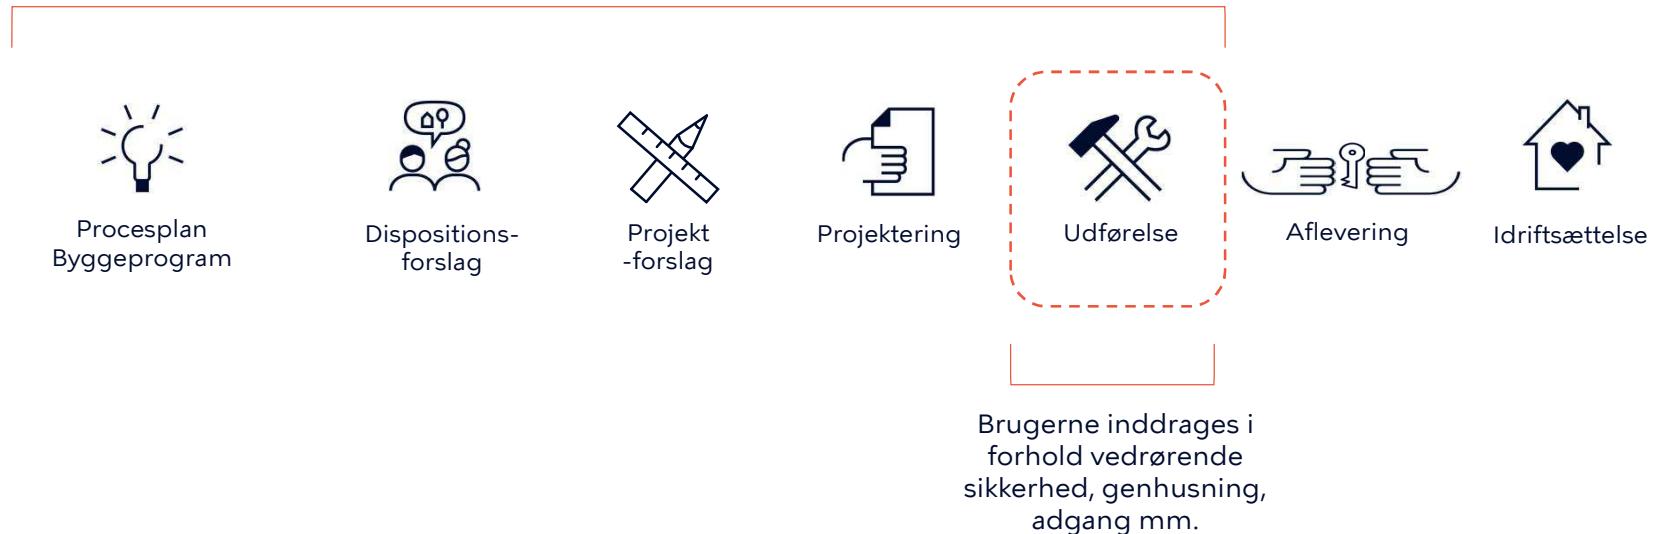 Procesplan
Byggeprogram
Dispositions-
forslag
Projekt
-forslag
Projektering
Udførelse
Aflevering
Idriftsættelse
Brugerne inddrages i
forhold vedrørende
sikkerhed, genhusning,
adgang mm.